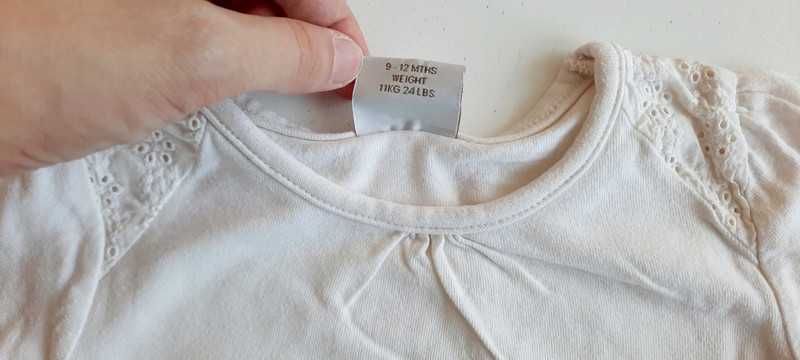 9 - 12 MTHS
WEIGHT
11KG 24 LBS